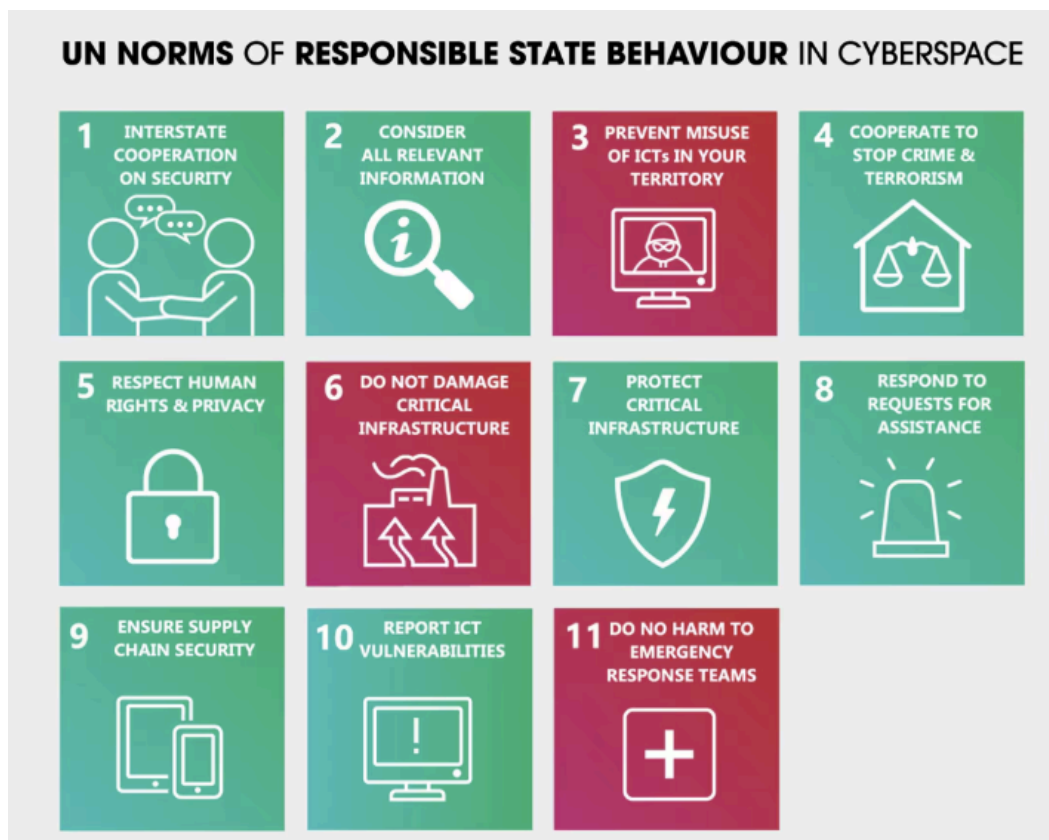 UN NORMS OF RESPONSIBLE STATE BEHAVIOUR IN CYBERSPACE
1 INTERSTATE
COOPERATION
ON SECURITY
2 CONSIDER
ALL RELEVANT
INFORMATION
i
3 PREVENT MISUSE
OF ICTs IN YOUR
TERRITORY
4 COOPERATE TO
STOP CRIME &
TERRORISM
5 RESPECT HUMAN
RIGHTS & PRIVACY
6 DO NOT DAMAGE
CRITICAL
INFRASTRUCTURE
7 PROTECT
CRITICAL
INFRASTRUCTURE
8 RESPOND TO
REQUESTS FOR
ASSISTANCE
9 ENSURE SUPPLY
CHAIN SECURITY
10 REPORT ICT
VULNERABILITIES
!
11 DO NO HARM TO
EMERGENCY
RESPONSE TEAMS